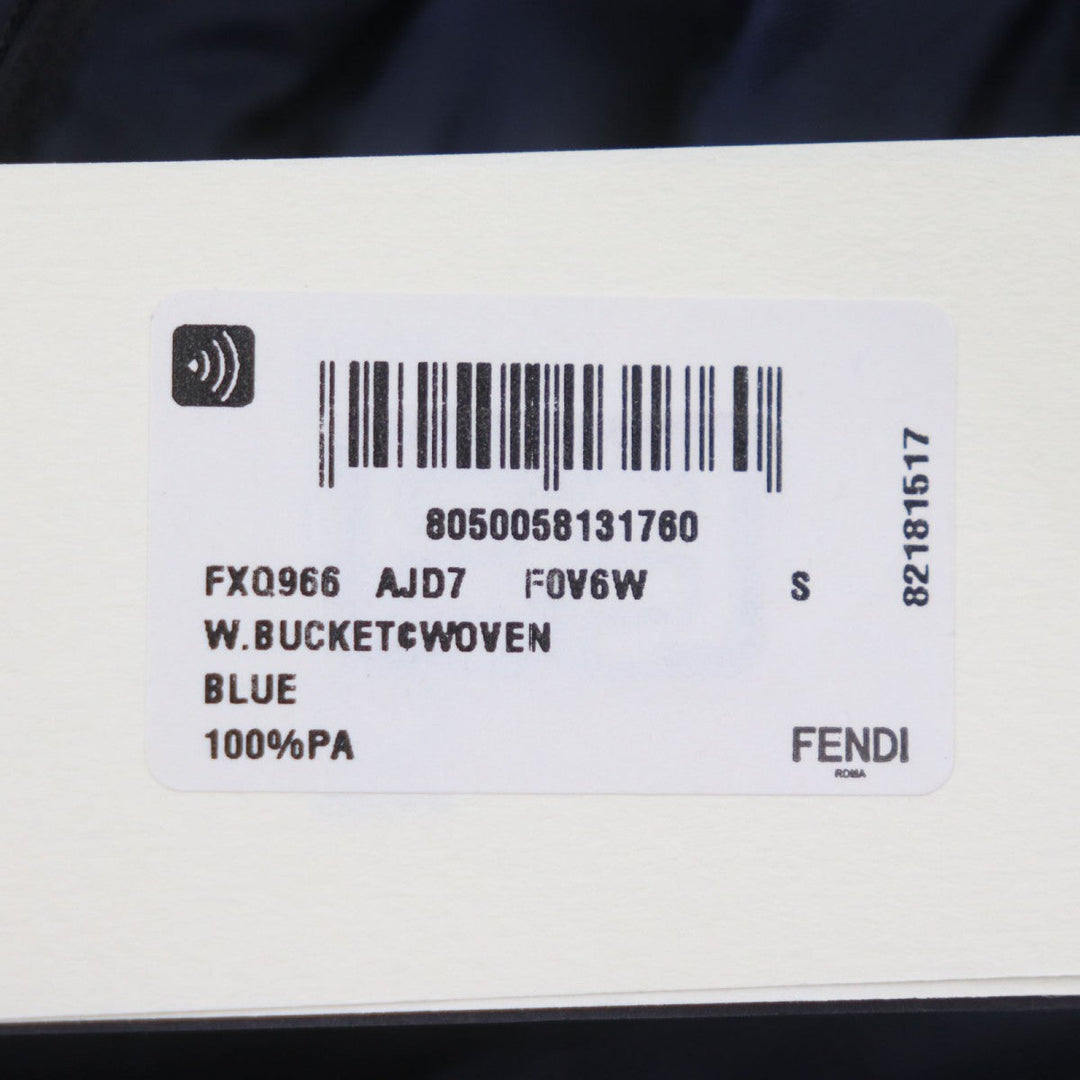 8050058131760
FXQ966 AJD7 F0V6W S
W.BUCKET¢WOVEN
BLUE
100%PA
FENDI
ROMA
82181517